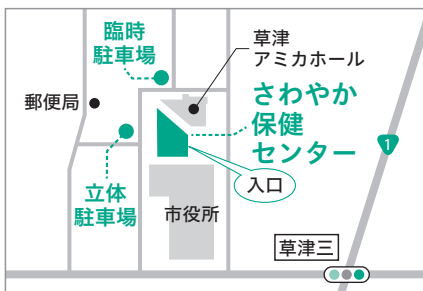 臨時
駐車場
草津
アミカホール
郵便局
さわやか
保健
センター
1
入口
立体
駐車場
市役所
草津三